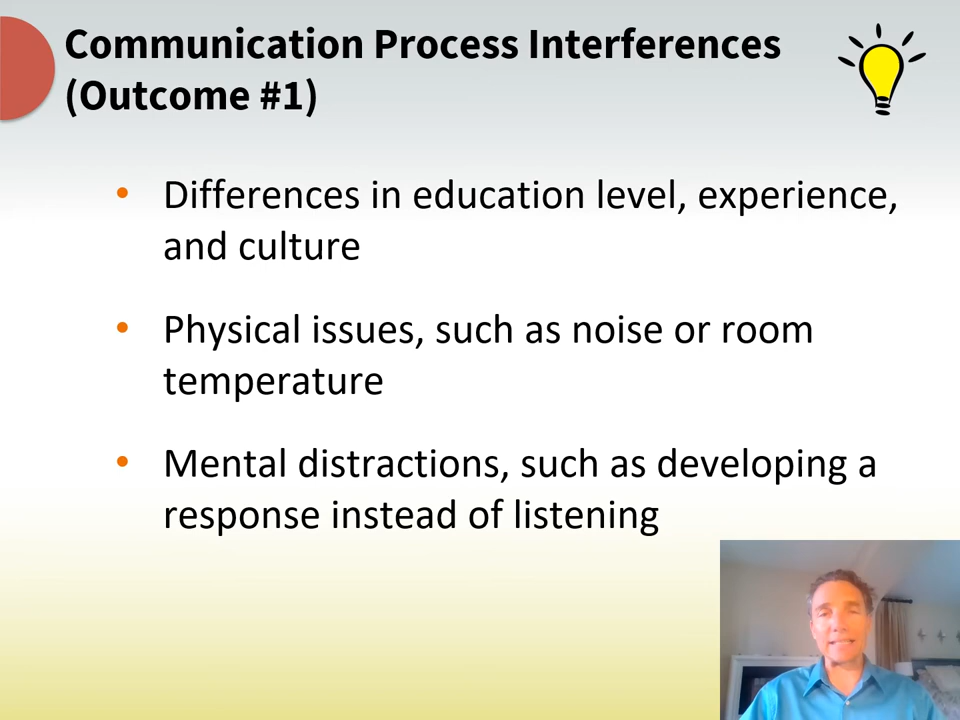 Communication Process Interferences
(Outcome #1)
• Differences in education level, experience,
and culture
• Physical issues, such as noise or room
temperature
• Mental distractions, such as developing a
response instead of listening